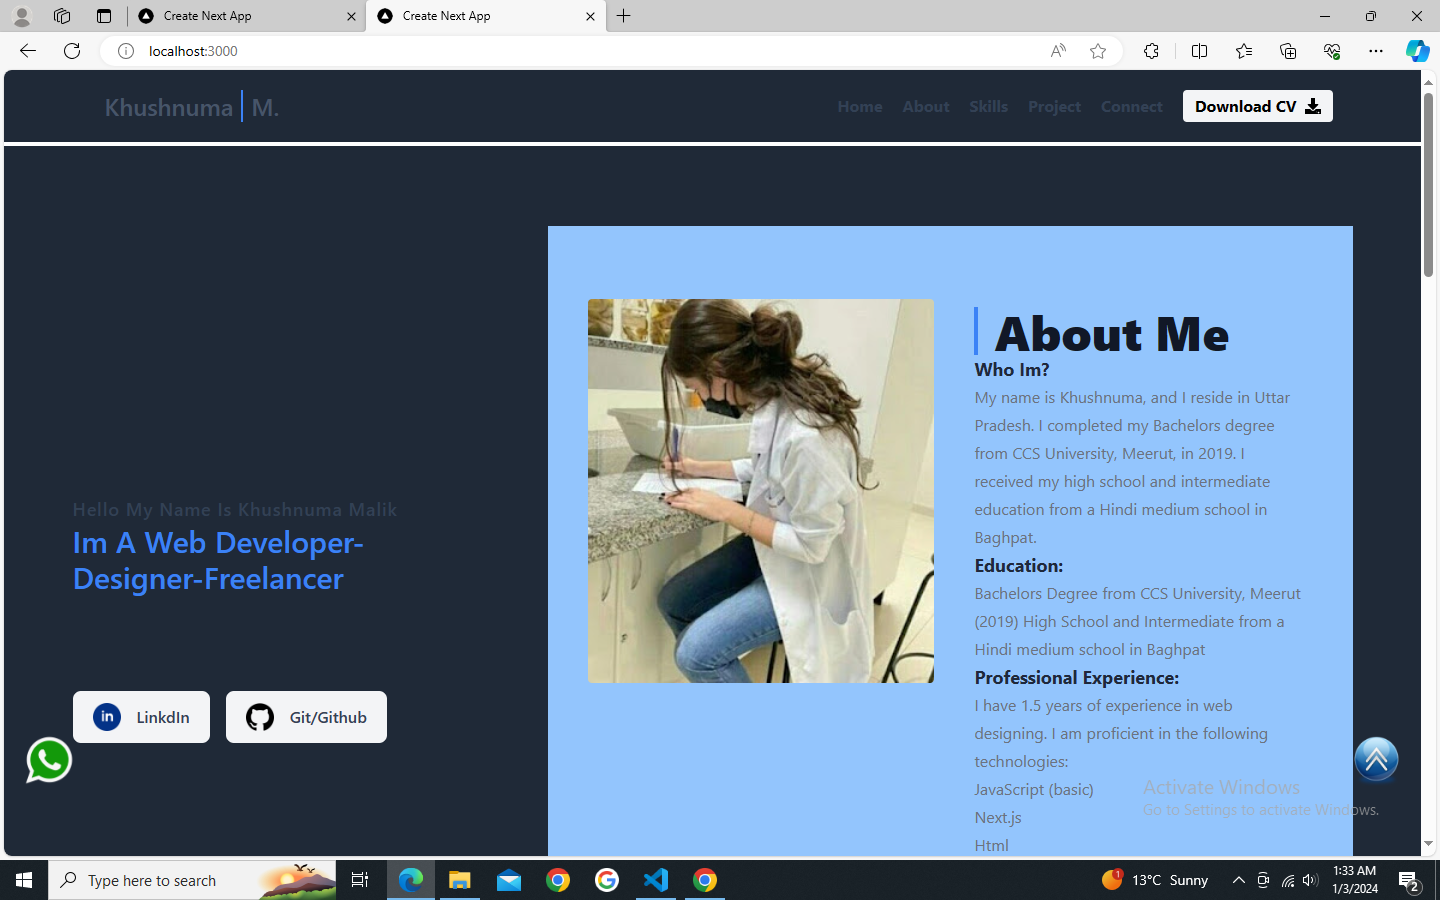 Create Next App
Create Next App
localhost:3000
Khushnuma M.
Home About Skills Project Connect Download CV
About Me
Who Im?
My name is Khushnuma, and I reside in Uttar
Pradesh. I completed my Bachelors degree
from CCS University, Meerut, in 2019. I
received my high school and intermediate
education from a Hindi medium school in
Baghpat.
Education:
Bachelors Degree from CCS University, Meerut
(2019) High School and Intermediate from a
Hindi medium school in Baghpat
Professional Experience:
I have 1.5 years of experience in web
designing. I am proficient in the following
technologies:
JavaScript (basic)
Next.js
Html
Hello My Name Is Khushnuma Malik
Im A Web Developer-
Designer-Freelancer
in LinkdIn
Git/Github
Activate Windows
Go to Settings to activate Windows.
Type here to search
1
13°C Sunny
1:33 AM
1/3/2024
2